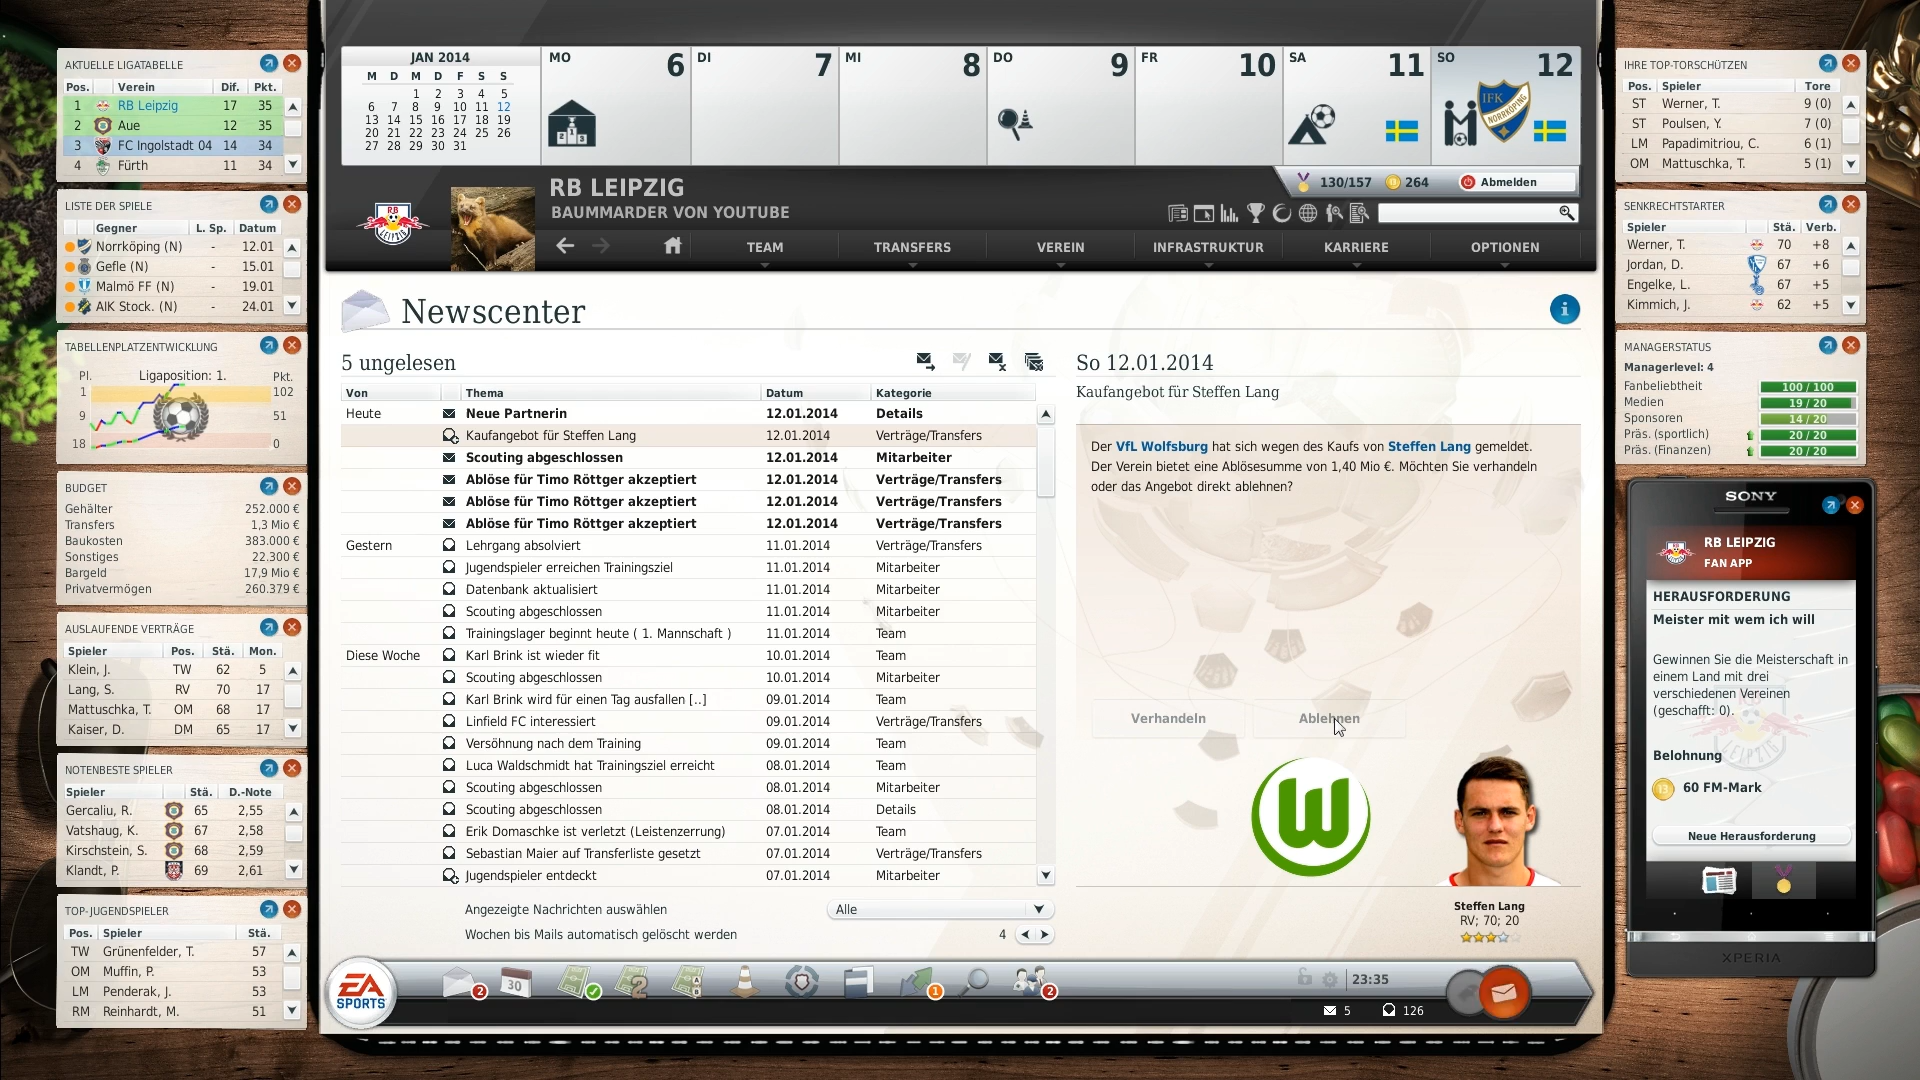 AKTUELLE LIGATABELLE
Pos. Verein Dif. Pkt.
1 RB Leipzig 17 35
2 Aue 12 35
3 FC Ingolstadt 04 14 34
4 Fürth 11 34
LISTE DER SPIELE
Gegner L. Sp. Datum
Norrköping (N) - 12.01
Gefle (N) - 15.01
Malmö FF (N) - 19.01
AIK Stock. (N) - 24.01
TABELLENPLATZENTWICKLUNG
Pl. Ligaposition: 1. Pkt.
1 102
9 51
18 0
BUDGET
Gehälter 252.000 €
Transfers 1,3 Mio €
Baukosten 383.000 €
Sonstiges 22.300 €
Bargeld 17,9 Mio €
Privatvermögen 260.379 €
AUSLAUFENDE VERTRÄGE
Spieler Pos. Stä. Mon.
Klein, J. TW 62 5
Lang, S. RV 70 17
Mattuschka, T. OM 68 17
Kaiser, D. DM 65 17
NOTENBESTE SPIELER
Spieler Stä. D.-Note
Gercaliu, R. 65 2,55
Vatshaug, K. 67 2,58
Kirschstein, S. 68 2,59
Klandt, P. 69 2,61
TOP-JUGENDSPIELER
Pos. Spieler Stä.
TW Grünenfelder, T. 57
OM Muffin, P. 53
LM Penderak, J. 53
RM Reinhardt, M. 51
JAN 2014
M D M D F S S
1 2 3 4 5
6 7 8 9 10 11 12
13 14 15 16 17 18 19
20 21 22 23 24 25 26
27 28 29 30 31
MO 6
DI 7
MI 8
DO 9
FR 10
SA 11
SO 12
IFK
NORRKÖPING
RB LEIPZIG
BAUMMARDER VON YOUTUBE
130/157 264 Abmelden
RB
LEIPZIG
TEAM TRANSFERS VEREIN INFRASTRUKTUR KARRIERE OPTIONEN
Newscenter
i
5 ungelesen
Von Thema Datum Kategorie
Heute Neue Partnerin 12.01.2014 Details
Kaufangebot für Steffen Lang 12.01.2014 Verträge/Transfers
Scouting abgeschlossen 12.01.2014 Mitarbeiter
Ablöse für Timo Röttger akzeptiert 12.01.2014 Verträge/Transfers
Ablöse für Timo Röttger akzeptiert 12.01.2014 Verträge/Transfers
Ablöse für Timo Röttger akzeptiert 12.01.2014 Verträge/Transfers
Gestern Lehrgang absolviert 11.01.2014 Verträge/Transfers
Jugendspieler erreichen Trainingsziel 11.01.2014 Mitarbeiter
Datenbank aktualisiert 11.01.2014 Mitarbeiter
Scouting abgeschlossen 11.01.2014 Mitarbeiter
Trainingslager beginnt heute ( 1. Mannschaft ) 11.01.2014 Team
Diese Woche Karl Brink ist wieder fit 10.01.2014 Team
Scouting abgeschlossen 10.01.2014 Mitarbeiter
Karl Brink wird für einen Tag ausfallen [..] 09.01.2014 Team
Linfield FC interessiert 09.01.2014 Verträge/Transfers
Versöhnung nach dem Training 09.01.2014 Team
Luca Waldschmidt hat Trainingsziel erreicht 08.01.2014 Team
Scouting abgeschlossen 08.01.2014 Mitarbeiter
Scouting abgeschlossen 08.01.2014 Details
Erik Domaschke ist verletzt (Leistenzerrung) 07.01.2014 Team
Sebastian Maier auf Transferliste gesetzt 07.01.2014 Verträge/Transfers
Jugendspieler entdeckt 07.01.2014 Mitarbeiter
Angezeigte Nachrichten auswählen Alle
Wochen bis Mails automatisch gelöscht werden 4
So 12.01.2014
Kaufangebot für Steffen Lang
Der VfL Wolfsburg hat sich wegen des Kaufs von Steffen Lang gemeldet.
Der Verein bietet eine Ablösesumme von 1,40 Mio €. Möchten Sie verhandeln
oder das Angebot direkt ablehnen?
Verhandeln Ablehnen
W
Steffen Lang
RV; 70; 20
EA
SPORTS
2 30 2 1 2
23:35
5 126
IHRE TOP-TORSCHÜTZEN
Pos. Spieler Tore
ST Werner, T. 9 (0)
ST Poulsen, Y. 7 (0)
LM Papadimitriou, C. 6 (1)
OM Mattuschka, T. 5 (1)
SENKRECHTSTARTER
Spieler Stä. Verb.
Werner, T. 70 +8
Jordan, D. 67 +6
Engelke, L. 67 +5
Kimmich, J. 62 +5
MANAGERSTATUS
Managerlevel: 4
Fanbeliebtheit 100 / 100
Medien 19 / 20
Sponsoren 14 / 20
Präs. (sportlich) 20 / 20
Präs. (Finanzen) 20 / 20
SONY
RB LEIPZIG
FAN APP
HERAUSFORDERUNG
Meister mit wem ich will
Gewinnen Sie die Meisterschaft in
einem Land mit drei
verschiedenen Vereinen
(geschafft: 0).
Belohnung
13 60 FM-Mark
Neue Herausforderung
XPERIA